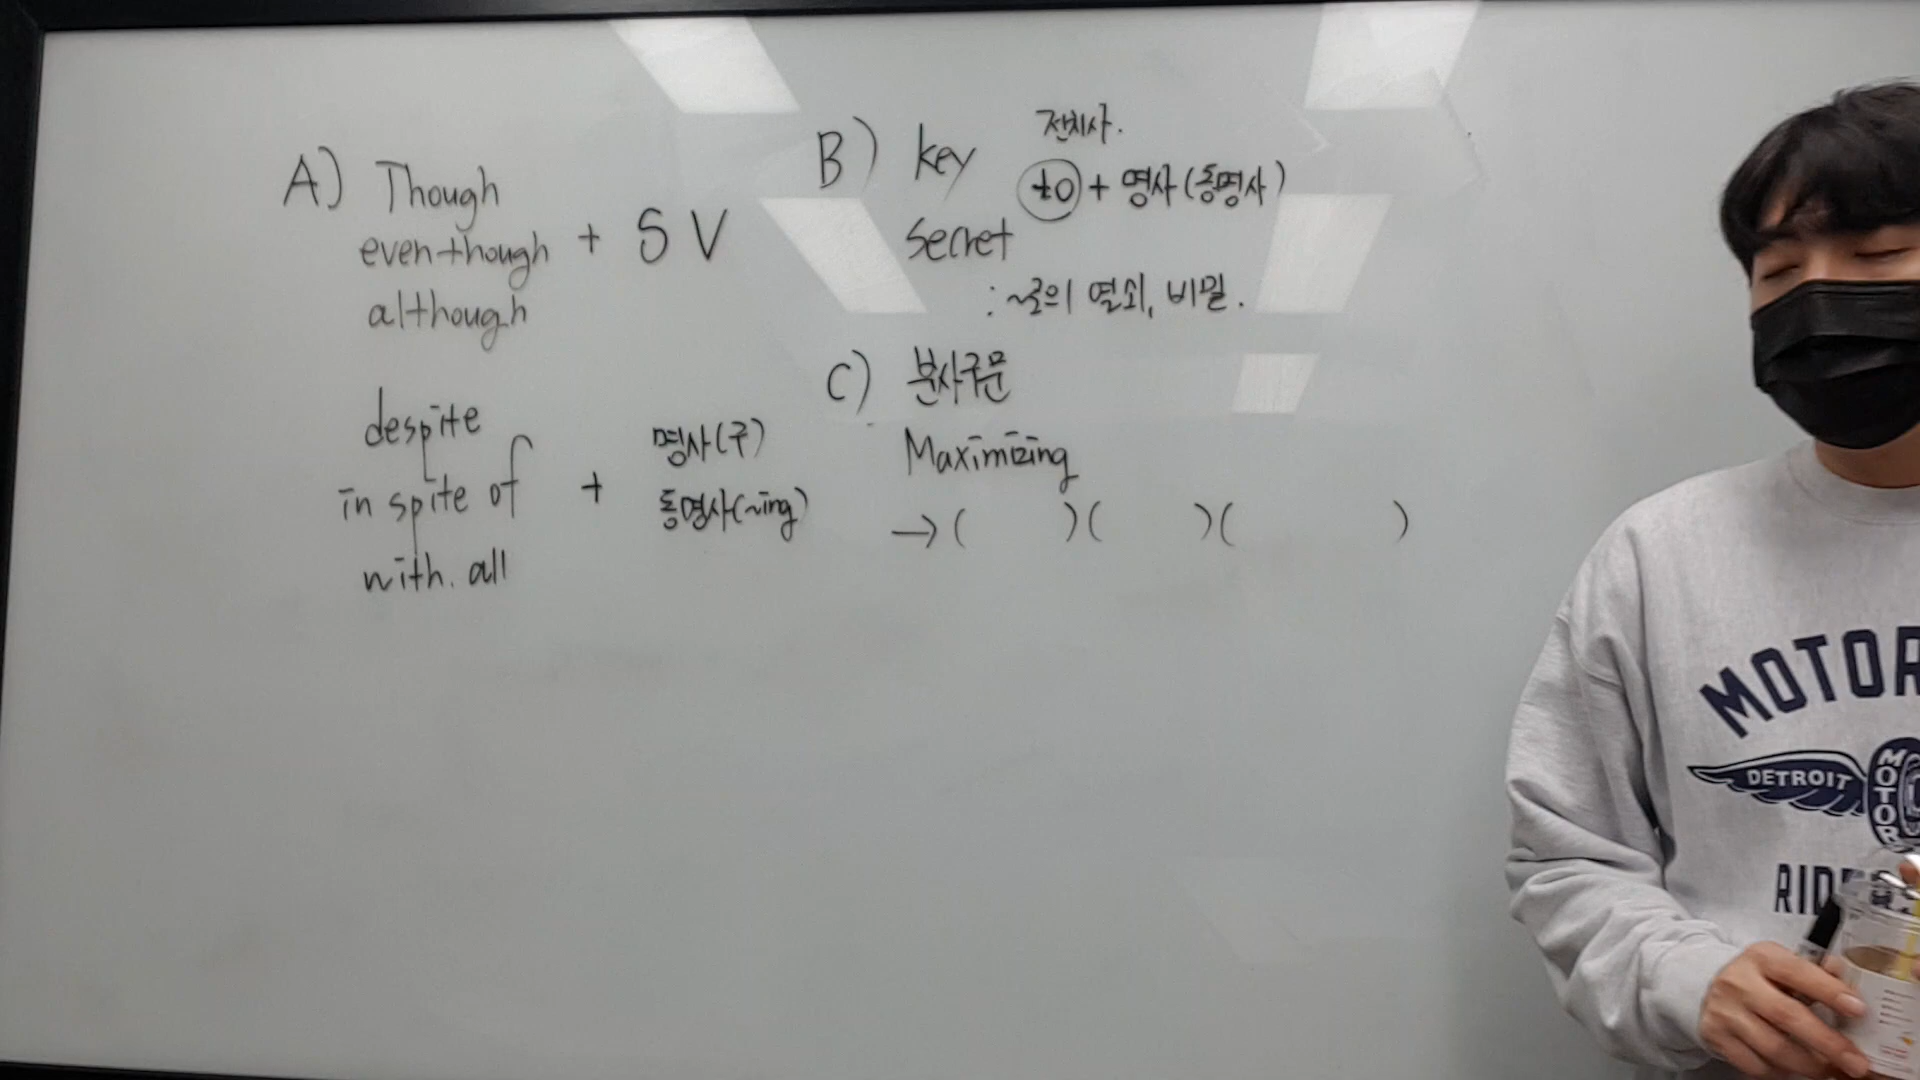 A) Though
eventhough + S V
although
despite
in spite of + 명사(구)
동명사(~ing)
with. all
B) key
전치사.
to + 명사(동명사)
Secret
: ~로의 열쇠, 비밀.
C) 분사구문
Maximizing
→ ( )( )( )
MOTOR
DETROIT
MOTOR